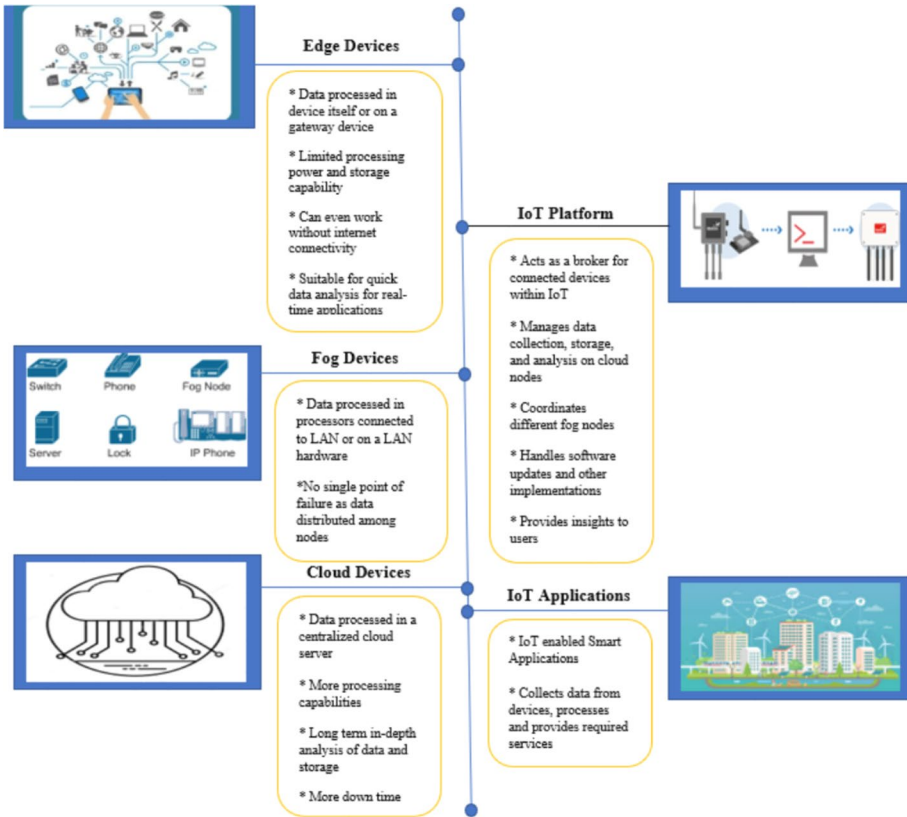 Edge Devices
* Data processed in
device itself or on a
gateway device
* Limited processing
power and storage
capability
* Can even work
without internet
connectivity
* Suitable for quick
data analysis for real-
time applications
IoT Platform
* Acts as a broker for
connected devices
within IoT
* Manages data
collection, storage,
and analysis on cloud
nodes
* Coordinates
different fog nodes
* Handles software
updates and other
implementations
* Provides insights to
users
Fog Devices
Switch
Phone
Fog Node
Server
Lock
IP Phone
* Data processed in
processors connected
to LAN or on a LAN
hardware
*No single point of
failure as data
distributed among
nodes
Cloud Devices
* Data processed in a
centralized cloud
server
* More processing
capabilities
* Long term in-depth
analysis of data and
storage
* More down time
IoT Applications
* IoT enabled Smart
Applications
* Collects data from
devices, processes
and provides required
services